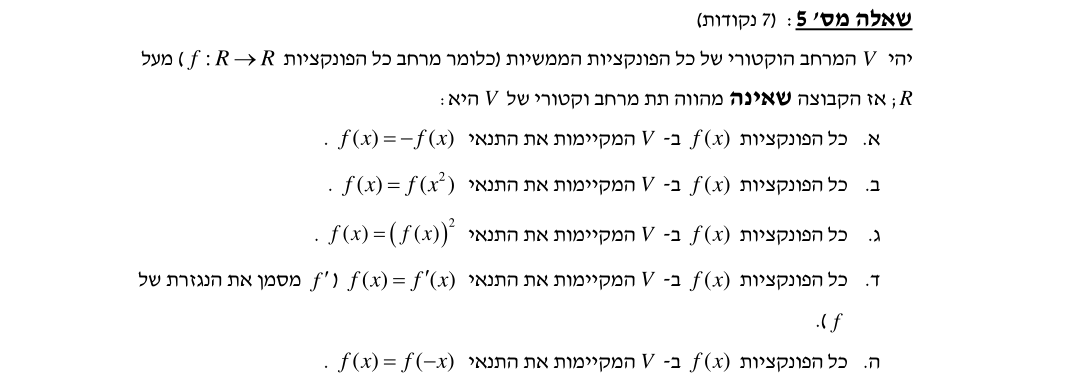 שאלה מס' 5 : (7 נקודות)
יהי V המרחב הוקטורי של כל הפונקציות הממשיות (כלומר מרחב כל הפונקציות f : R → R ) מעל
R ; אז הקבוצה שאינה מהווה תת מרחב וקטורי של V היא:
א. כל הפונקציות f(x) ב- V המקיימות את התנאי f(x) = −f(x) .
ב. כל הפונקציות f(x) ב- V המקיימות את התנאי f(x) = f(x²) .
ג. כל הפונקציות f(x) ב- V המקיימות את התנאי f(x) = (f(x))² .
ד. כל הפונקציות f(x) ב- V המקיימות את התנאי f(x) = f′(x) ( f′ מסמן את הנגזרת של
f ).
ה. כל הפונקציות f(x) ב- V המקיימות את התנאי f(x) = f(−x) .